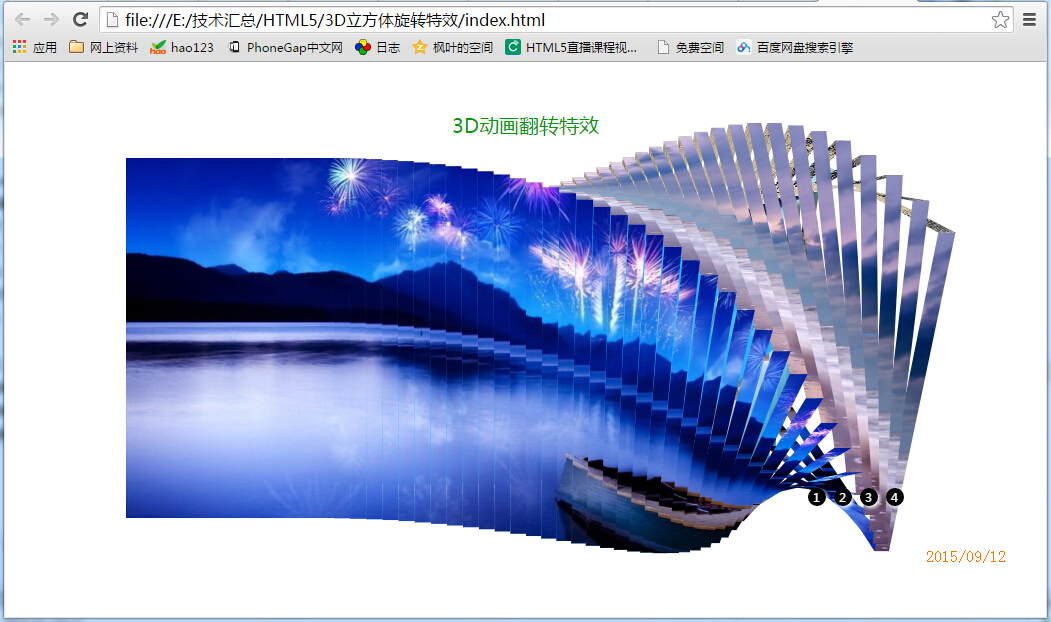 file:///E:/技术汇总/HTML5/3D立方体旋转特效/index.html
应用 网上资料 hao123 PhoneGap中文网 日志 枫叶的空间 HTML5直播课程视... 免费空间 百度网盘搜索引擎
3D动画翻转特效
1 2 3 4
2015/09/12